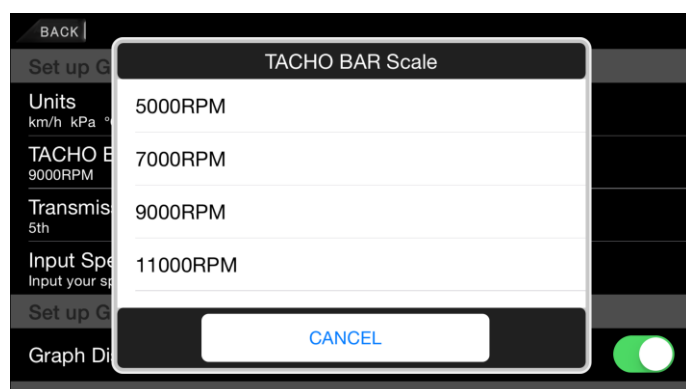 BACK
TACHO BAR Scale
Set up G
Units
km/h kPa °
5000RPM
TACHO B
9000RPM
7000RPM
Transmis
5th
9000RPM
Input Spe
Input your sp
11000RPM
Set up G
CANCEL
Graph Di